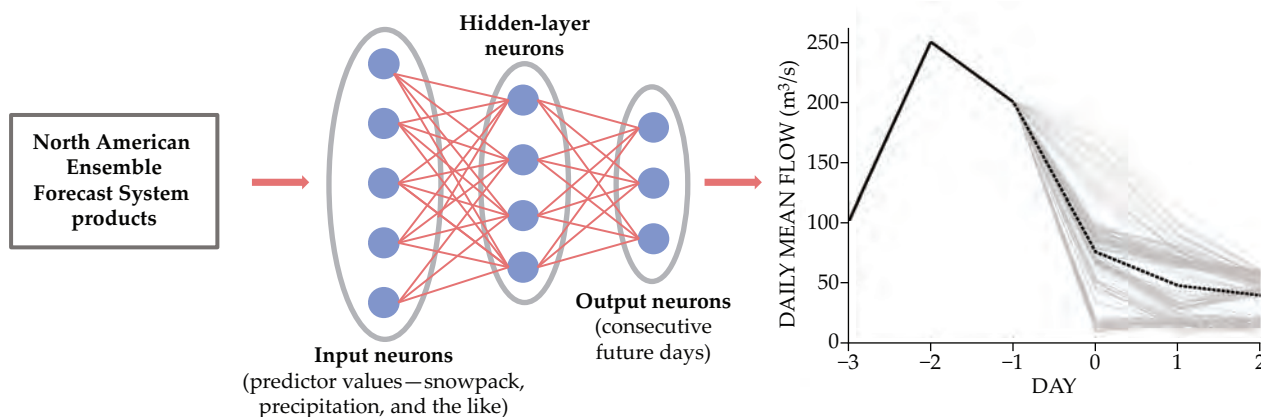 North American
Ensemble
Forecast System
products
Hidden-layer
neurons
Input neurons
(predictor values—snowpack,
precipitation, and the like)
Output neurons
(consecutive
future days)
DAILY MEAN FLOW (m³/s)
250
200
150
100
50
0
−3
−2
−1
0
1
2
DAY